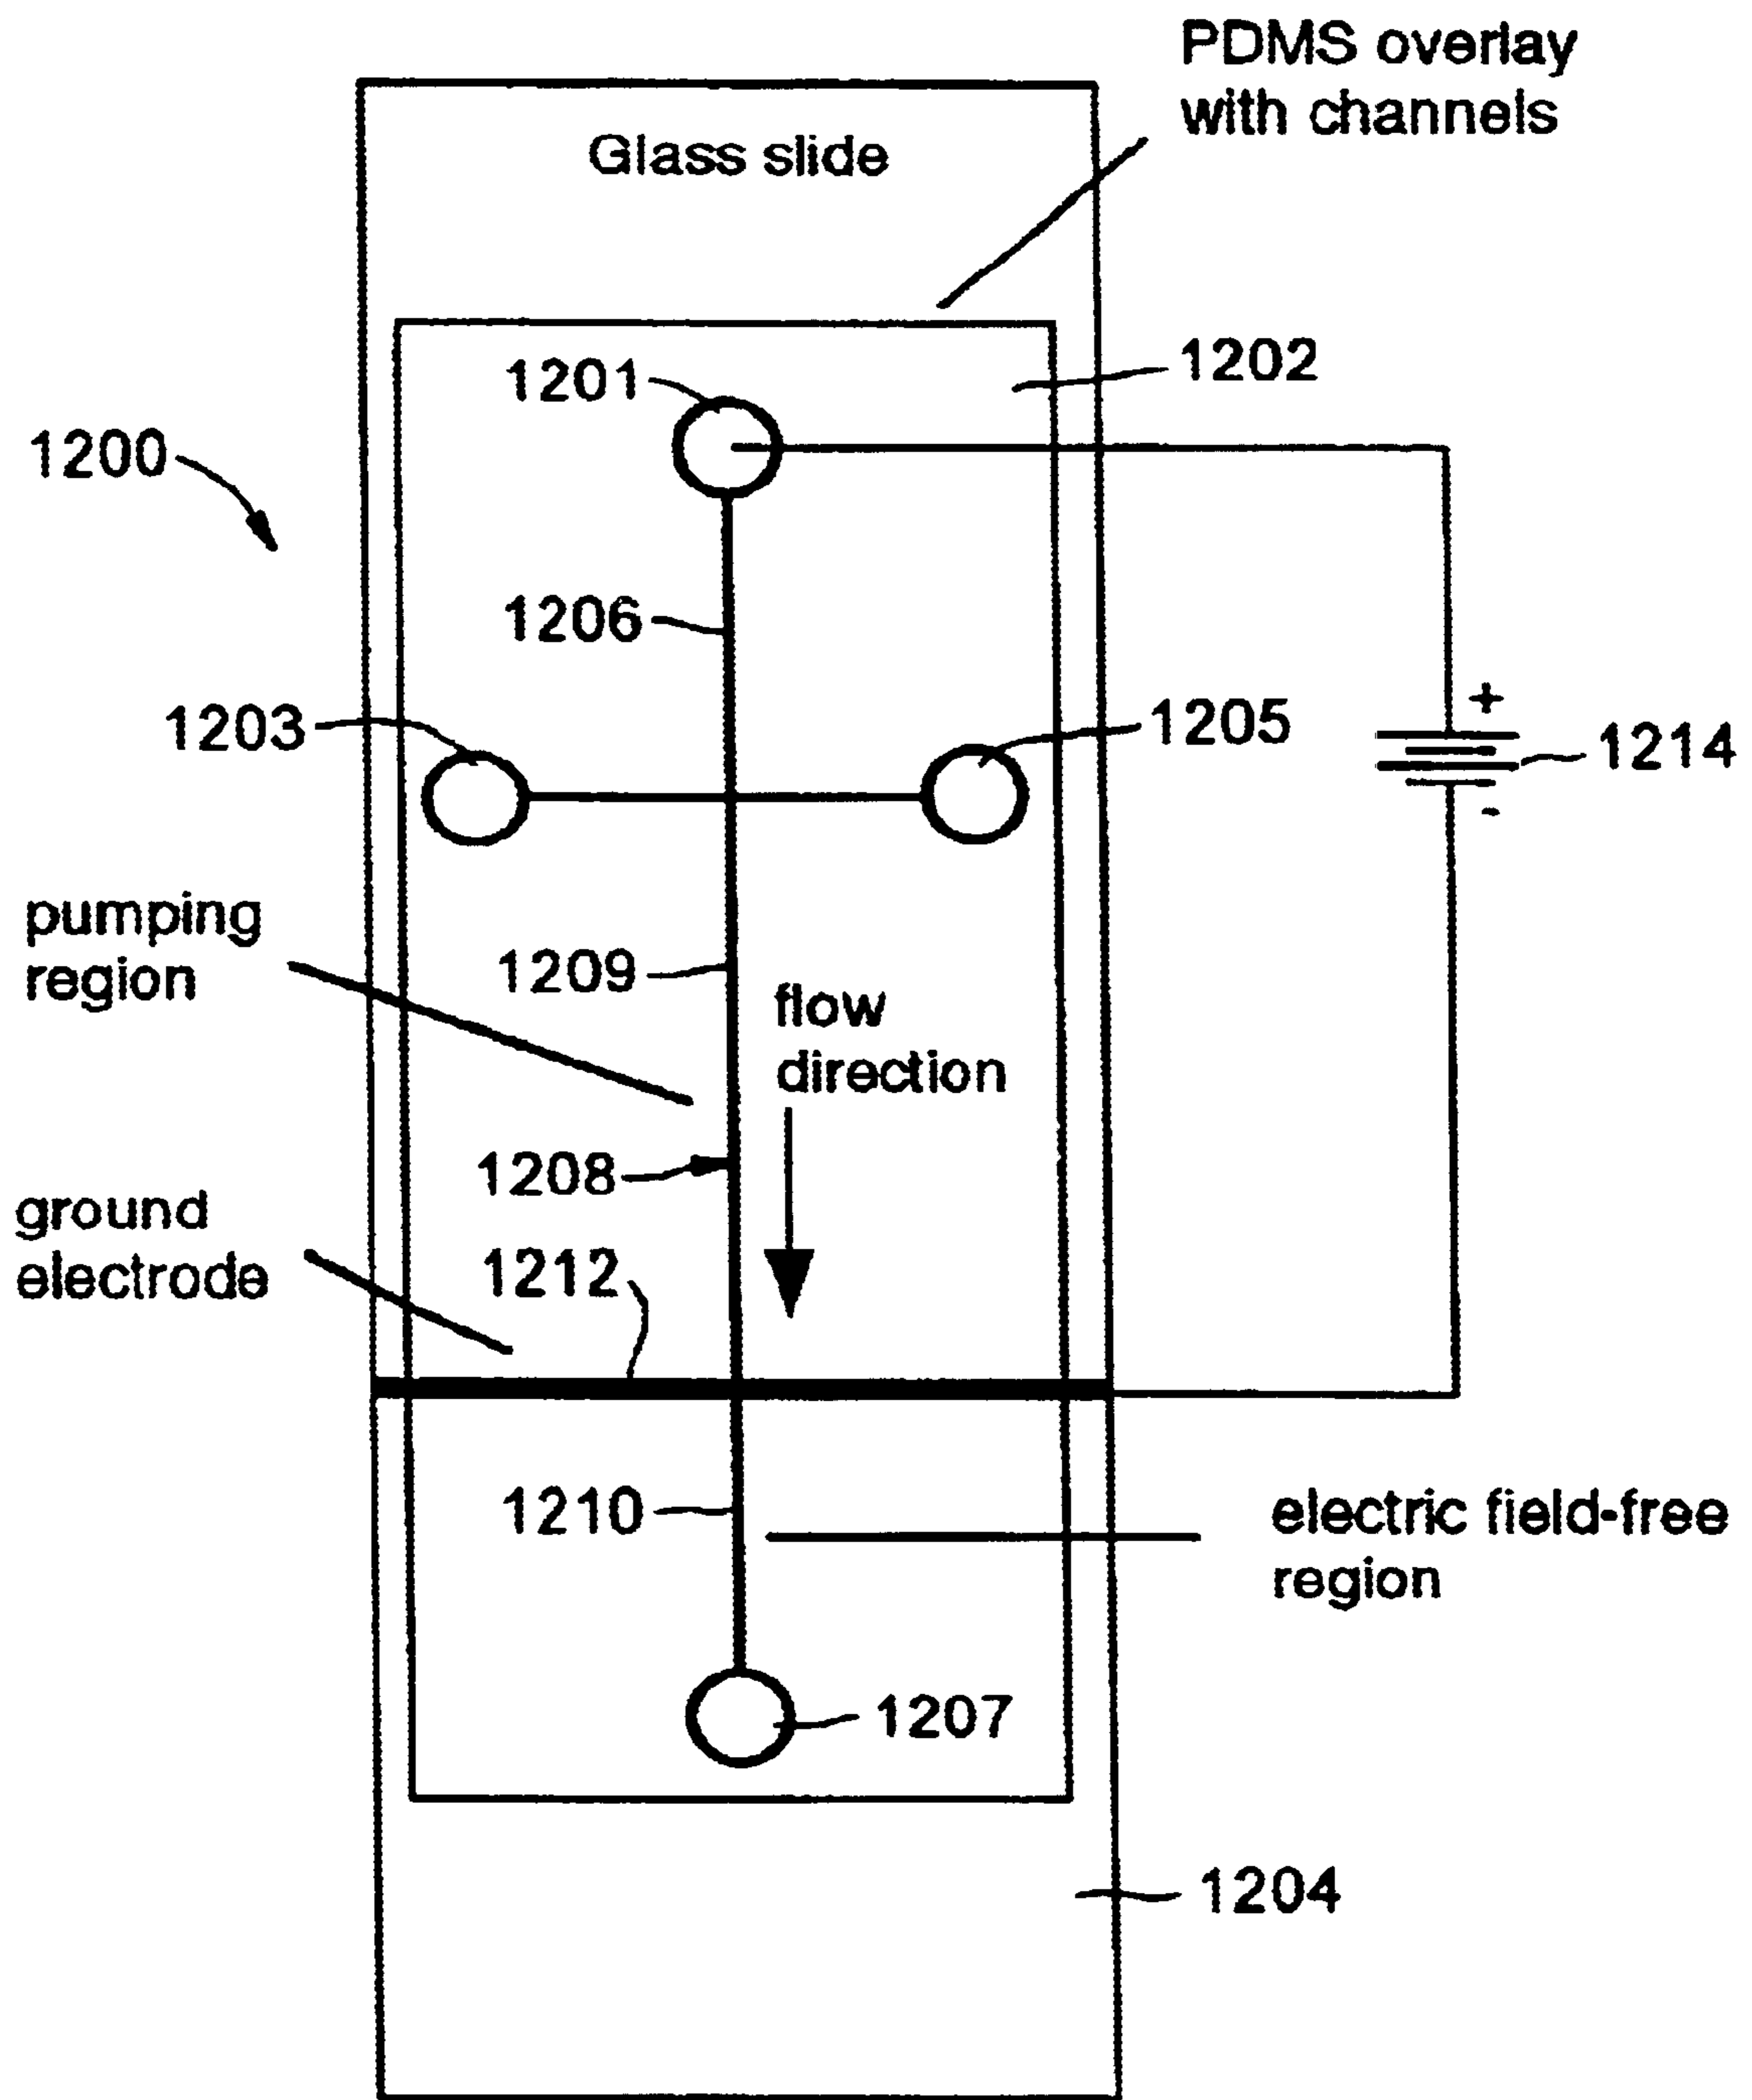 PDMS overlay
with channels
Glass slide
1201
1202
1200
1206
1203
1205
+
1214
-
pumping
region
1209
flow
direction
1208
ground
electrode
1212
1210
electric field-free
region
1207
1204